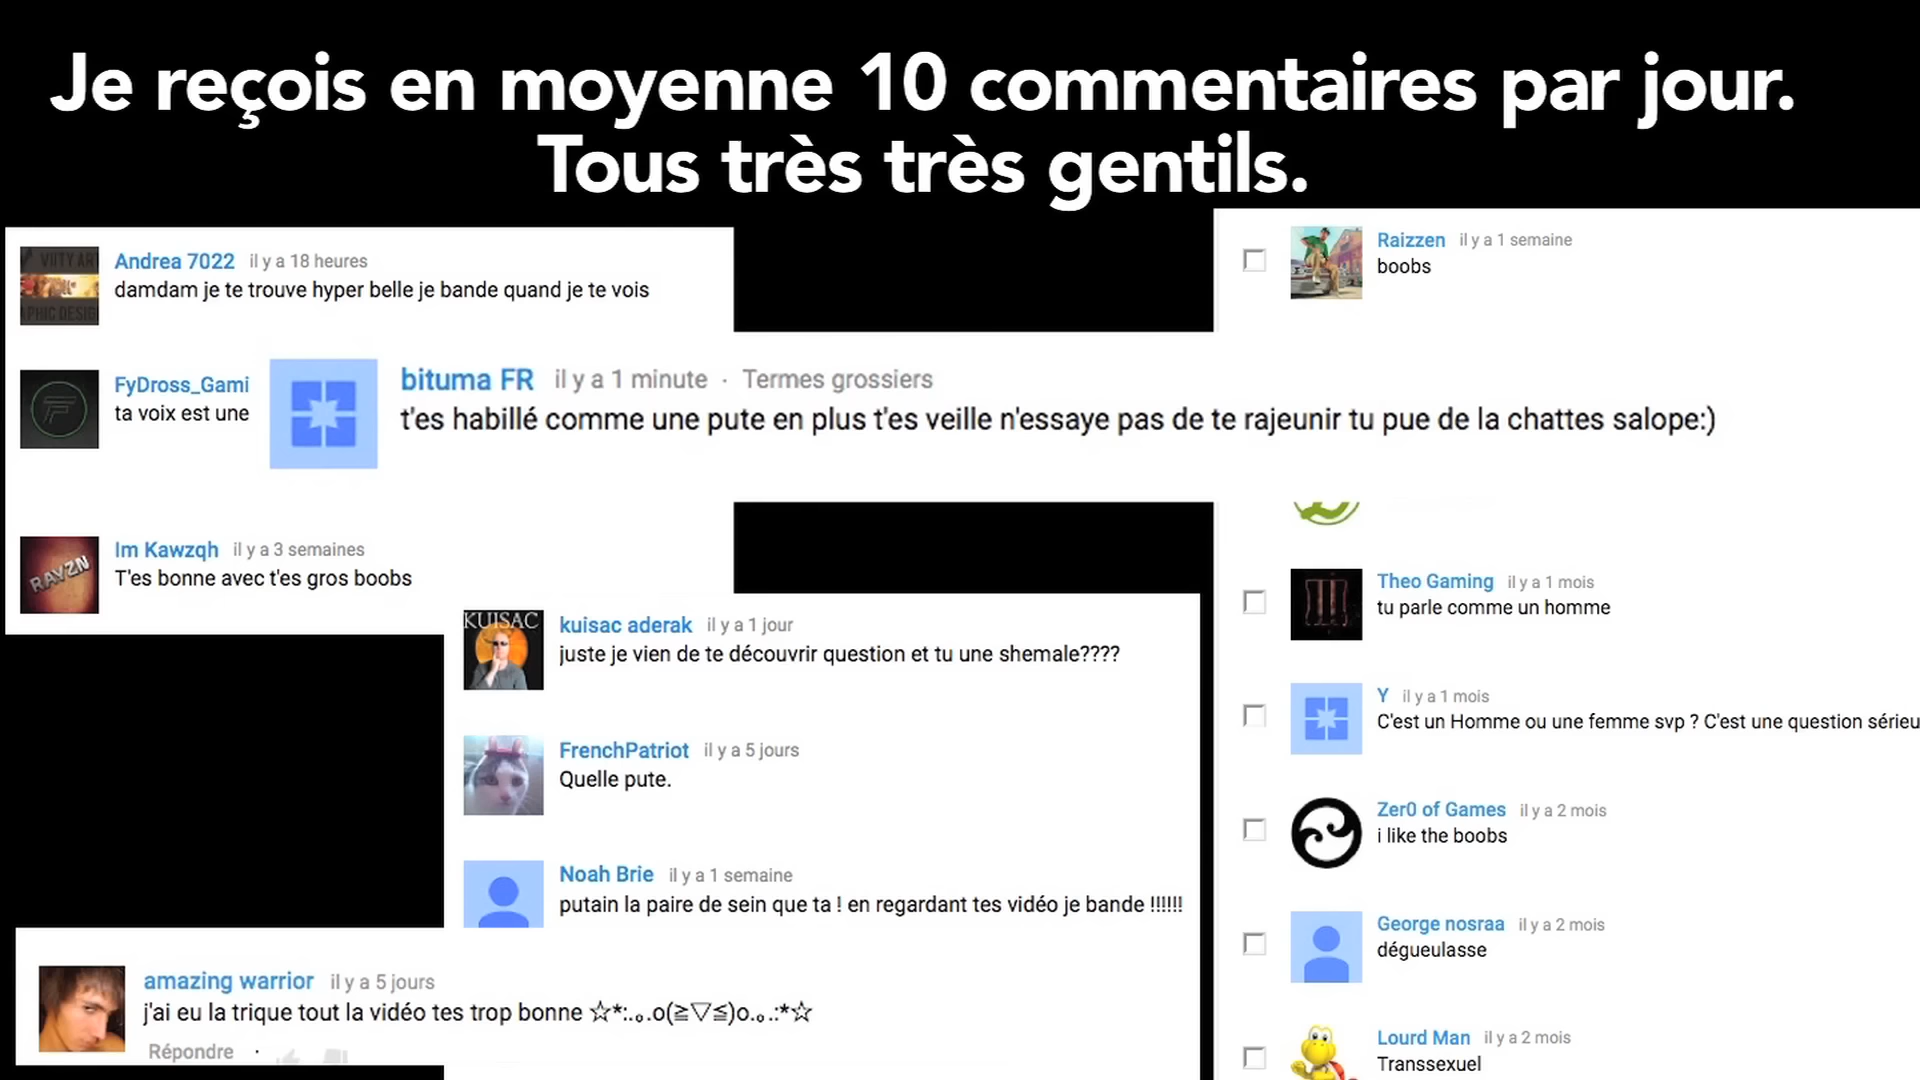 Je reçois en moyenne 10 commentaires par jour.
Tous très très gentils.
Andrea 7022 il y a 18 heures
damdam je te trouve hyper belle je bande quand je te vois
FyDross_Gami
ta voix est une
bituma FR il y a 1 minute · Termes grossiers
t'es habillé comme une pute en plus t'es veille n'essaye pas de te rajeunir tu pue de la chattes salope:)
Im Kawzqh il y a 3 semaines
T'es bonne avec t'es gros boobs
RAYZN
KUISAC
kuisac aderak il y a 1 jour
juste je vien de te découvrir question et tu une shemale????
FrenchPatriot il y a 5 jours
Quelle pute.
Noah Brie il y a 1 semaine
putain la paire de sein que ta ! en regardant tes vidéo je bande !!!!!!
amazing warrior il y a 5 jours
j'ai eu la trique tout la vidéo tes trop bonne ☆*:.｡.o(≧▽≦)o.｡.:*☆
Répondre ·
Raizzen il y a 1 semaine
boobs
Theo Gaming il y a 1 mois
tu parle comme un homme
Y il y a 1 mois
C'est un Homme ou une femme svp ? C'est une question sérieu
Zer0 of Games il y a 2 mois
i like the boobs
George nosraa il y a 2 mois
dégueulasse
Lourd Man il y a 2 mois
Transsexuel